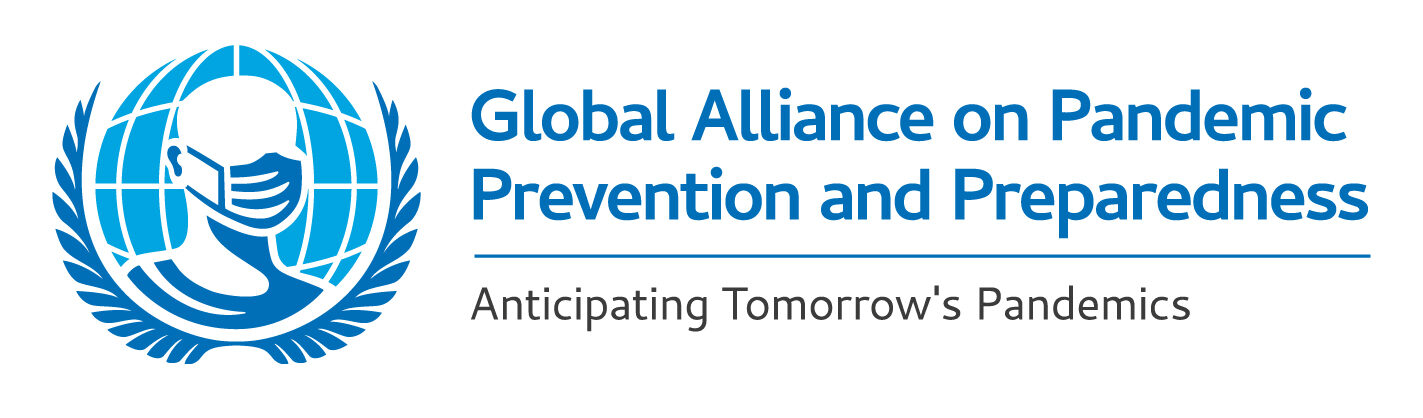 Global Alliance on Pandemic
Prevention and Preparedness
Anticipating Tomorrow's Pandemics